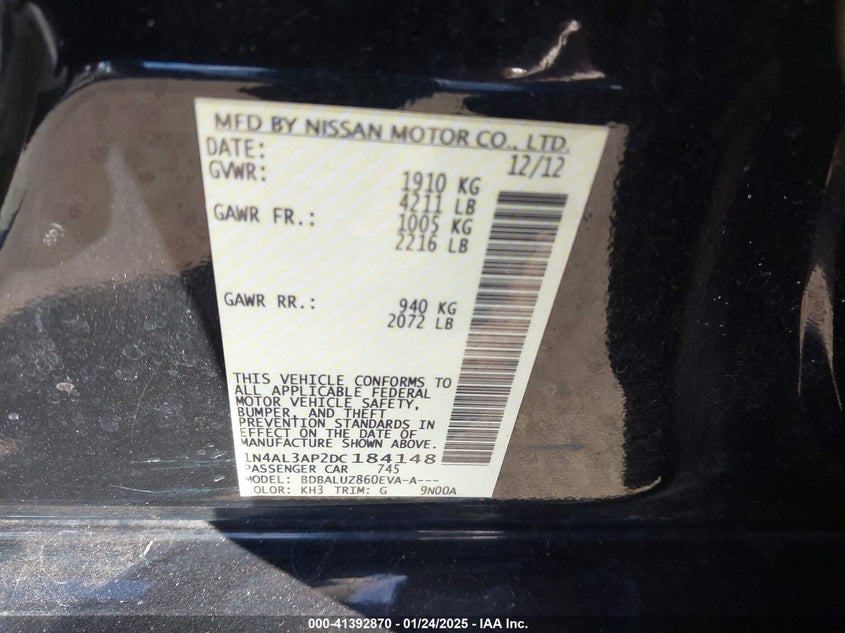 MFD BY NISSAN MOTOR CO., LTD.
DATE: 12/12
GVWR: 1910 KG
4211 LB
GAWR FR.: 1005 KG
2216 LB
GAWR RR.: 940 KG
2072 LB
THIS VEHICLE CONFORMS TO
ALL APPLICABLE FEDERAL
MOTOR VEHICLE SAFETY,
BUMPER, AND THEFT
PREVENTION STANDARDS IN
EFFECT ON THE DATE OF
MANUFACTURE SHOWN ABOVE.
1N4AL3AP2DC184148
PASSENGER CAR 745
MODEL: BDBALUZ860EVA-A---
OLOR: KH3 TRIM: G 9N00A
000-41392870 - 01/24/2025 - IAA Inc.